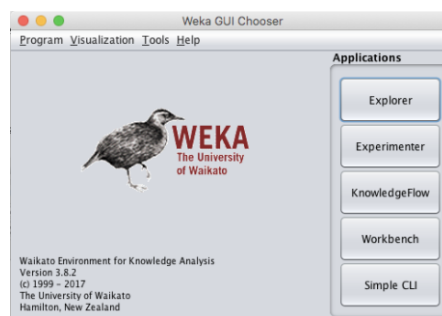 Weka GUI Chooser
Program Visualization Tools Help
Applications
Explorer
WEKA
The University
of Waikato
Experimenter
KnowledgeFlow
Workbench
Simple CLI
Waikato Environment for Knowledge Analysis
Version 3.8.2
(c) 1999 - 2017
The University of Waikato
Hamilton, New Zealand